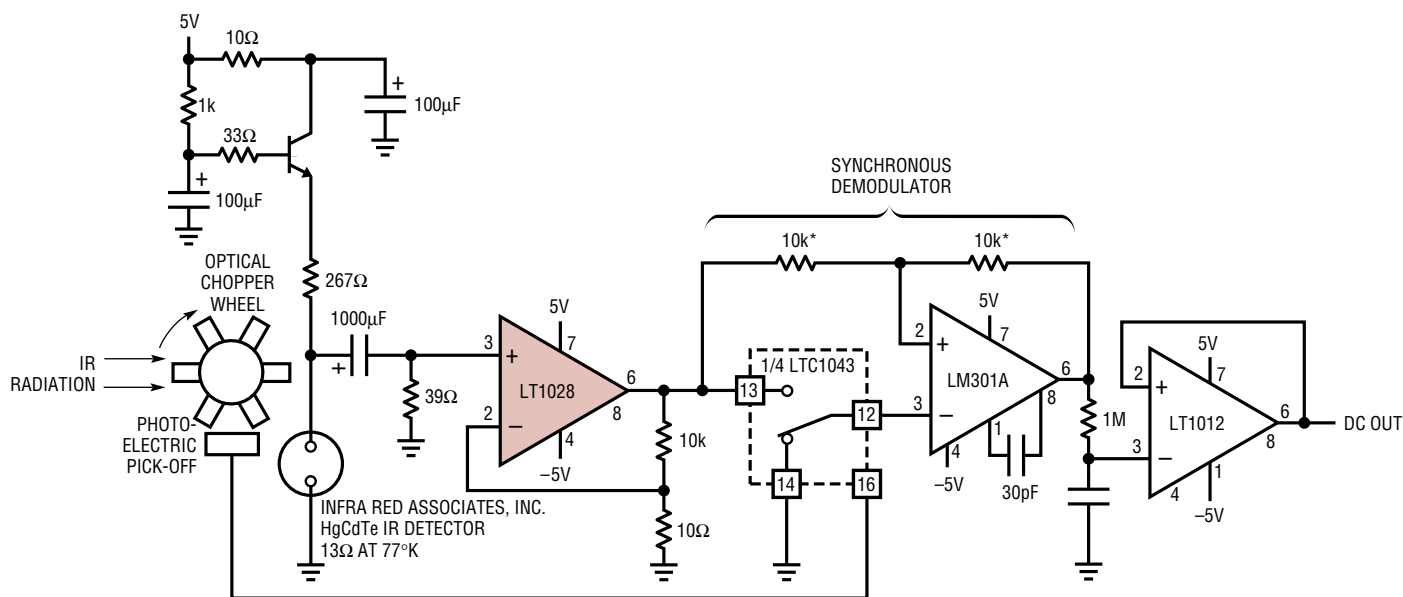 5V
10Ω
1k
33Ω
+
100µF
+
100µF
267Ω
OPTICAL
CHOPPER
WHEEL
IR
RADIATION
PHOTO-
ELECTRIC
PICK-OFF
1000µF
+
39Ω
INFRA RED ASSOCIATES, INC.
HgCdTe IR DETECTOR
13Ω AT 77°K
5V
7
3
+
LT1028
6
8
2
–
4
–5V
10k
10Ω
SYNCHRONOUS
DEMODULATOR
10k*
10k*
1/4 LTC1043
13
12
14
16
5V
7
2
+
LM301A
6
8
3
–
1
4
–5V
30pF
1M
5V
7
2
+
LT1012
6
8
3
–
1
4
–5V
DC OUT